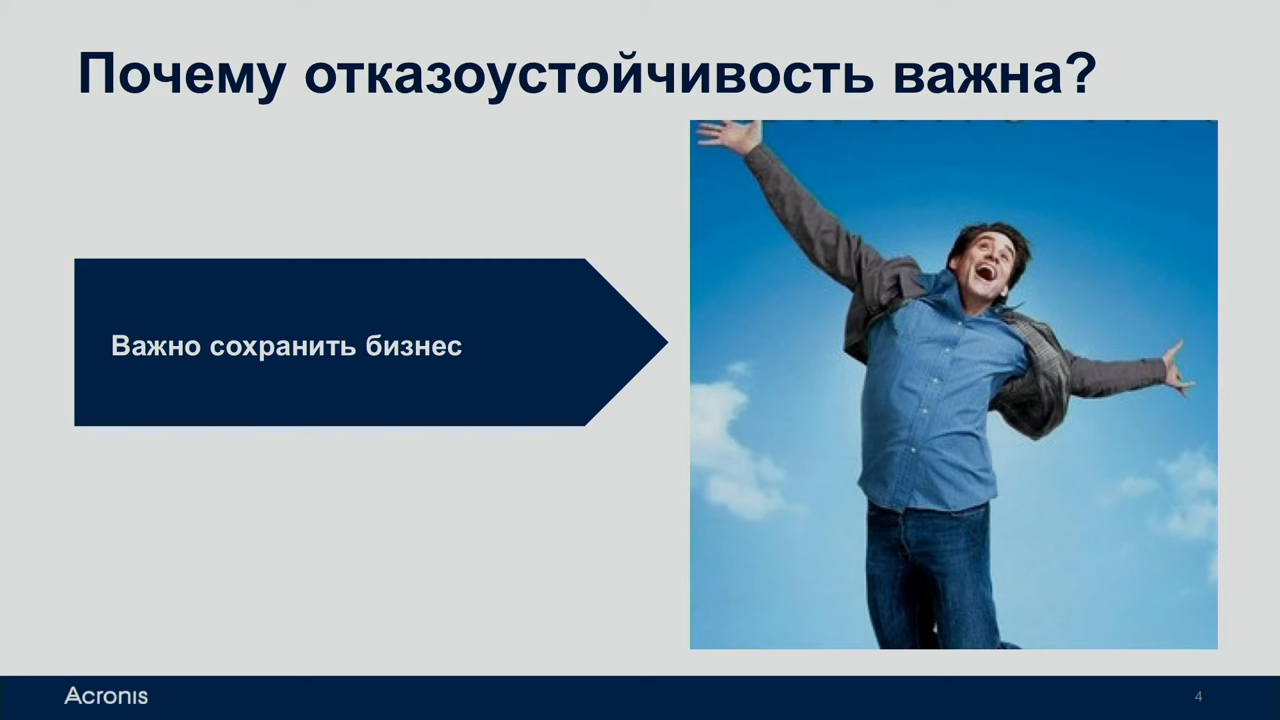 Почему отказоустойчивость важна?
Важно сохранить бизнес
Acronis
4